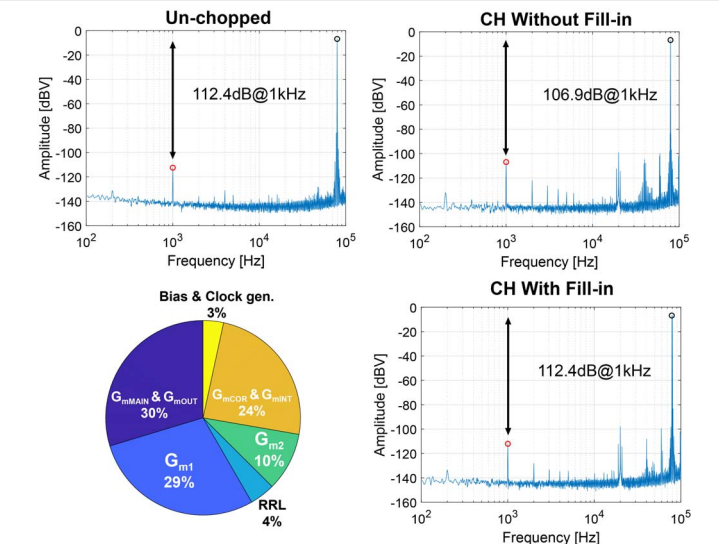 Un-chopped
0
-20
-40
-60
-80
-100
-120
-140
-160
Amplitude [dBV]
112.4dB@1kHz
10²
10³
10⁴
10⁵
Frequency [Hz]
CH Without Fill-in
0
-20
-40
-60
-80
-100
-120
-140
-160
Amplitude [dBV]
106.9dB@1kHz
10²
10³
10⁴
10⁵
Frequency [Hz]
Bias & Clock gen.
3%
GmMAIN & GmOUT
30%
GmCOR & GmINT
24%
Gm2
10%
Gm1
29%
RRL
4%
CH With Fill-in
0
-20
-40
-60
-80
-100
-120
-140
-160
Amplitude [dBV]
112.4dB@1kHz
10²
10³
10⁴
10⁵
Frequency [Hz]